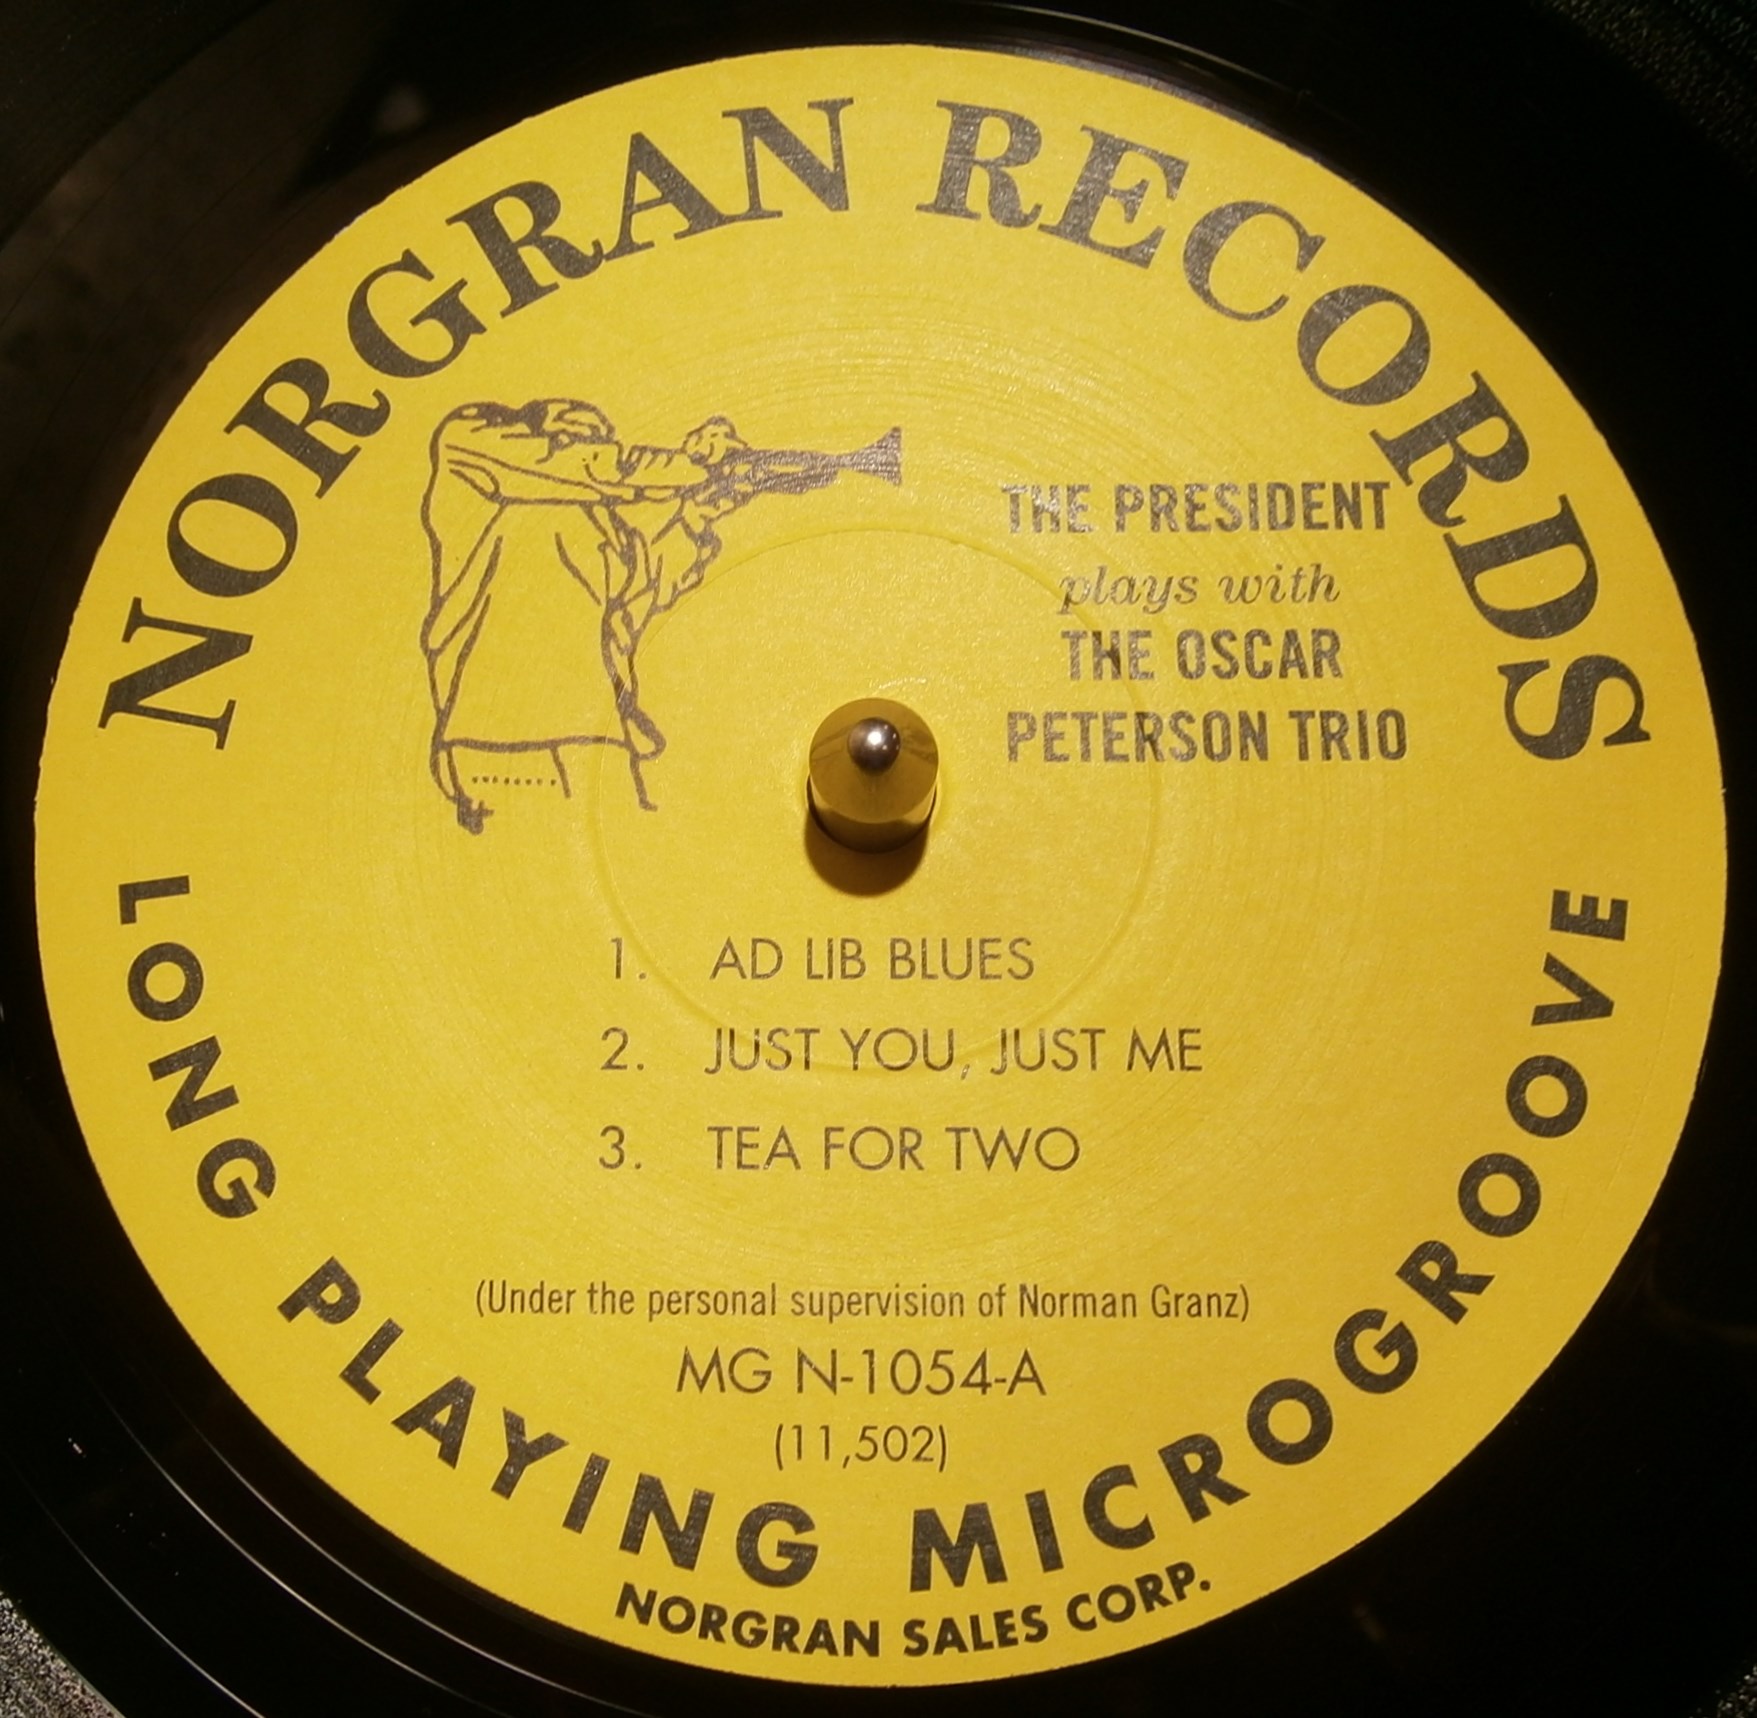 NORGRAN RECORDS
THE PRESIDENT
plays with
THE OSCAR
PETERSON TRIO
1. AD LIB BLUES
2. JUST YOU, JUST ME
3. TEA FOR TWO
(Under the personal supervision of Norman Granz)
MG N-1054-A
(11,502)
LONG PLAYING MICROGROOVE
NORGRAN SALES CORP.